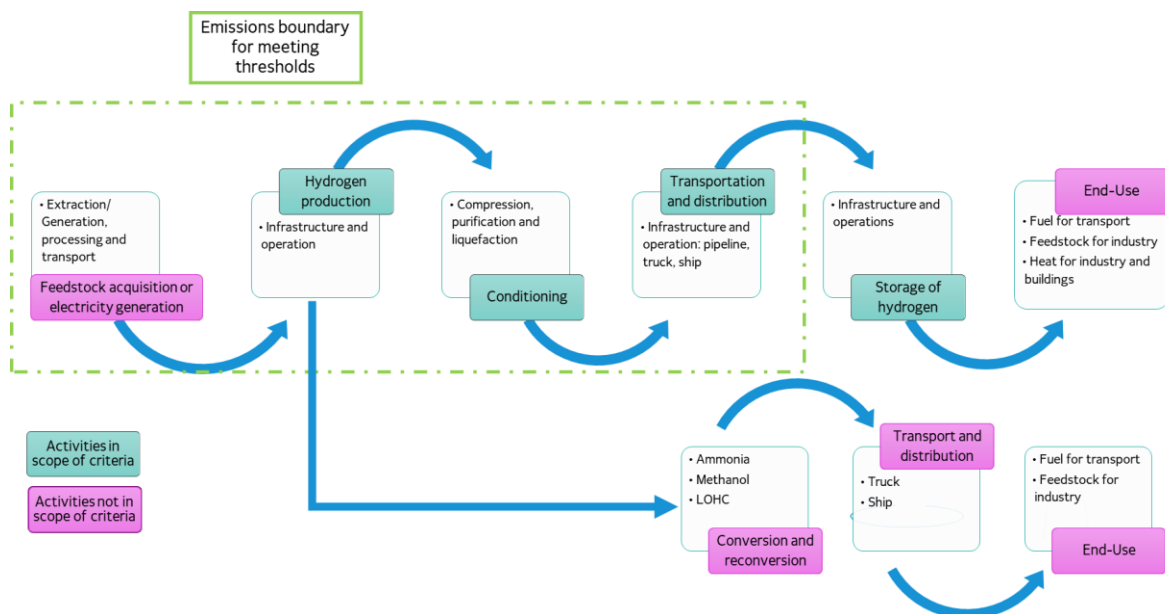 Emissions boundary
for meeting
thresholds
Hydrogen
production
Transportation
and distribution
End-Use
• Extraction/
Generation,
processing and
transport
Feedstock acquisition or
electricity generation
• Infrastructure and
operation
• Compression,
purification and
liquefaction
Conditioning
• Infrastructure and
operation: pipeline,
truck, ship
• Infrastructure and
operations
Storage of
hydrogen
• Fuel for transport
• Feedstock for industry
• Heat for industry and
buildings
Activities in
scope of criteria
Activities not in
scope of criteria
• Ammonia
• Methanol
• LOHC
Conversion and
reconversion
Transport and
distribution
• Truck
• Ship
• Fuel for transport
• Feedstock for
industry
End-Use